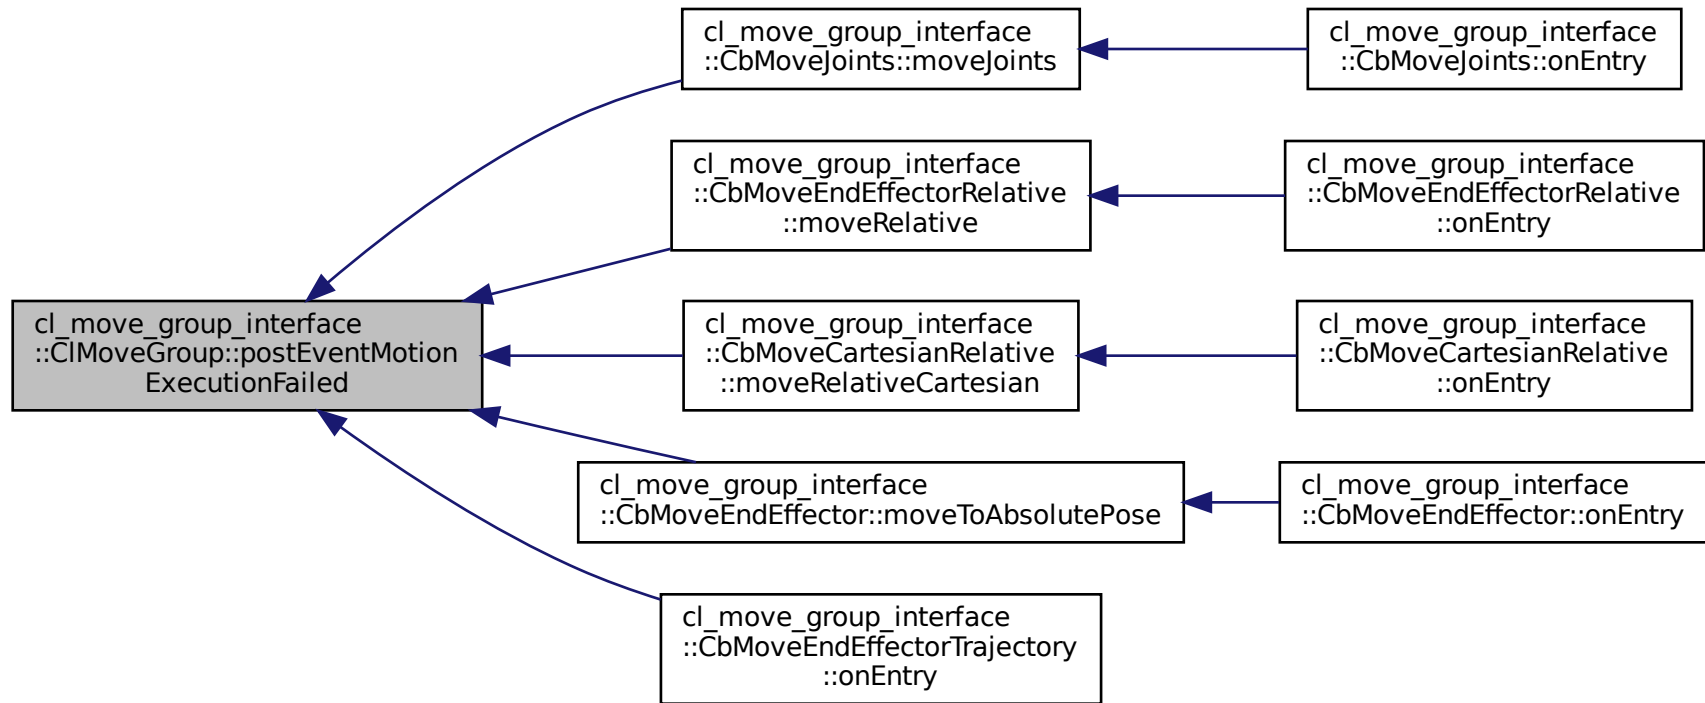 cl_move_group_interface
::CbMoveJoints::moveJoints
cl_move_group_interface
::CbMoveJoints::onEntry
cl_move_group_interface
::CbMoveEndEffectorRelative
::moveRelative
cl_move_group_interface
::CbMoveEndEffectorRelative
::onEntry
cl_move_group_interface
::ClMoveGroup::postEventMotion
ExecutionFailed
cl_move_group_interface
::CbMoveCartesianRelative
::moveRelativeCartesian
cl_move_group_interface
::CbMoveCartesianRelative
::onEntry
cl_move_group_interface
::CbMoveEndEffector::moveToAbsolutePose
cl_move_group_interface
::CbMoveEndEffector::onEntry
cl_move_group_interface
::CbMoveEndEffectorTrajectory
::onEntry